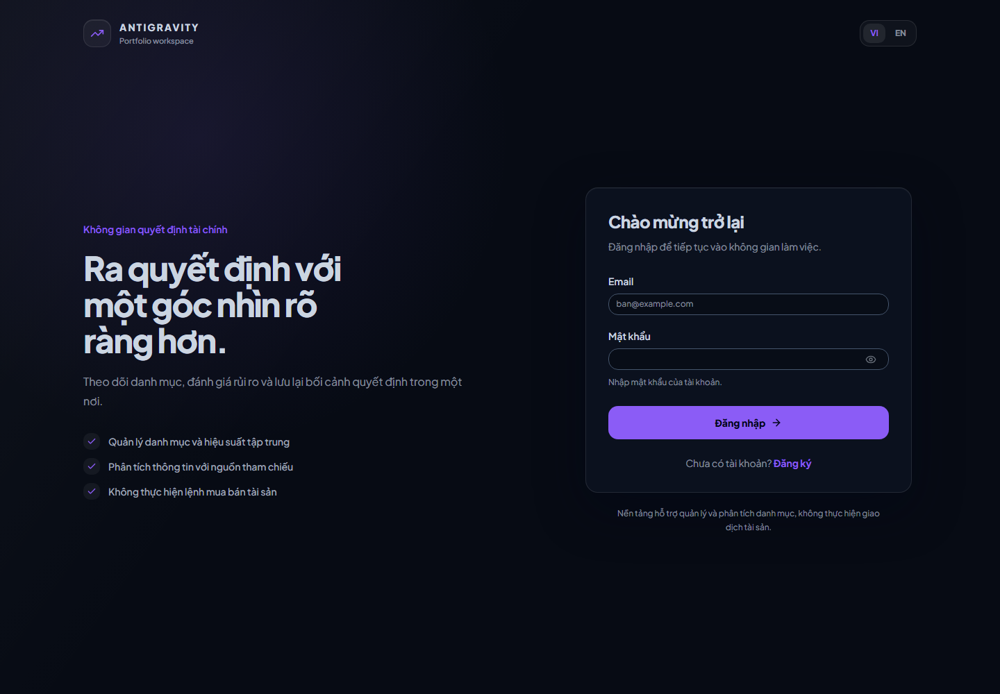 ANTIGRAVITY
Portfolio workspace
VI
EN
Không gian quyết định tài chính
Ra quyết định với
một góc nhìn rõ
ràng hơn.
Theo dõi danh mục, đánh giá rủi ro và lưu lại bối cảnh quyết định trong một
nơi.
Quản lý danh mục và hiệu suất tập trung
Phân tích thông tin với nguồn tham chiếu
Không thực hiện lệnh mua bán tài sản
Chào mừng trở lại
Đăng nhập để tiếp tục vào không gian làm việc.
Email
ban@example.com
Mật khẩu
Nhập mật khẩu của tài khoản.
Đăng nhập
Chưa có tài khoản? Đăng ký
Nền tảng hỗ trợ quản lý và phân tích danh mục, không thực hiện giao
dịch tài sản.